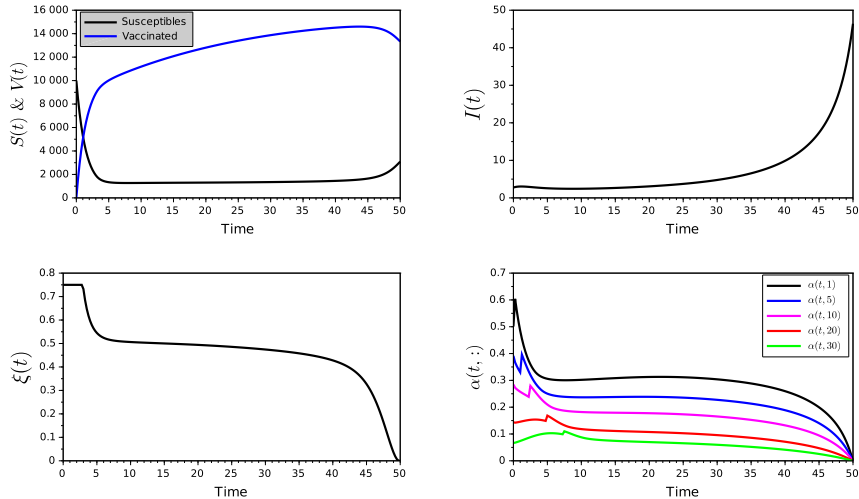 16 000
14 000
12 000
10 000
8 000
6 000
4 000
2 000
0
S(t) & V(t)
Susceptibles
Vaccinated
0 5 10 15 20 25 30 35 40 45 50
Time
50
40
30
20
10
0
I(t)
0 5 10 15 20 25 30 35 40 45 50
Time
0.8
0.7
0.6
0.5
0.4
0.3
0.2
0.1
0
ξ(t)
0 5 10 15 20 25 30 35 40 45 50
Time
0.7
0.6
0.5
0.4
0.3
0.2
0.1
0
α(t, :)
α(t, 1)
α(t, 5)
α(t, 10)
α(t, 20)
α(t, 30)
0 5 10 15 20 25 30 35 40 45 50
Time